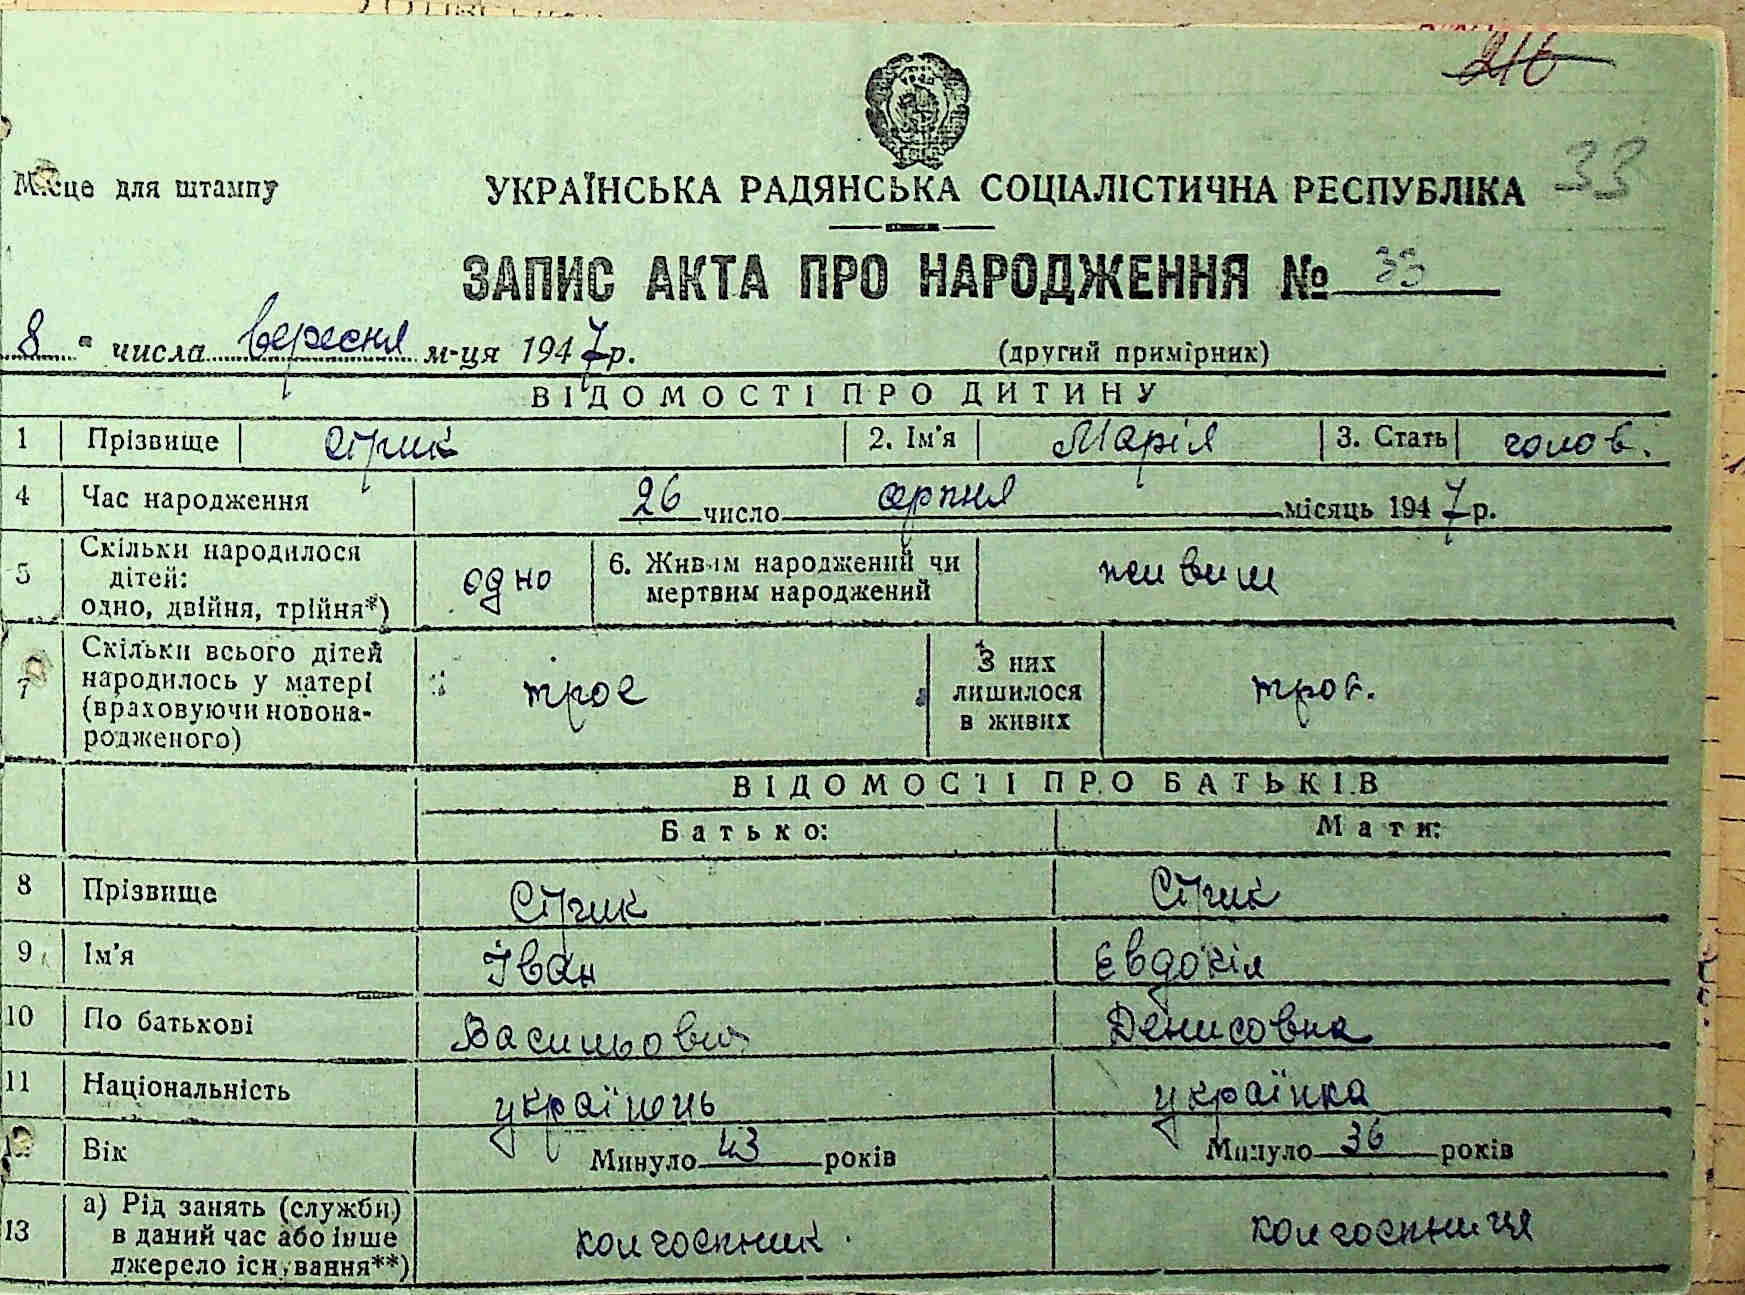 216
33
Місце для штампу
УКРАЇНСЬКА РАДЯНСЬКА СОЦІАЛІСТИЧНА РЕСПУБЛІКА
ЗАПИС АКТА ПРО НАРОДЖЕННЯ № 33
8 " числа вересня м-ця 1947 р.
(другий примірник)
ВІДОМОСТІ ПРО ДИТИНУ
1 Прізвище Стрик 2. Ім'я Марія 3. Стать голов.
4 Час народження 26 число серпня місяць 1947 р.
5 Скільки народилося дітей: одно, двійня, трійня*) одно 6. Живим народжений чи мертвим народжений живим
7 Скільки всього дітей народилось у матері (враховуючи новонародженого) троє З них лишилося в живих троє.
ВІДОМОСТІ ПРО БАТЬКІВ
Батько: Мати:
8 Прізвище Стрик Стрик
9 Ім'я Іван Євдокія
10 По батькові Васильович Денисовна
11 Національність українець українка
Вік Минуло 43 років Минуло 36 років
13 а) Рід занять (служби) в даний час або інше джерело існування**) колгоспник колгоспниця